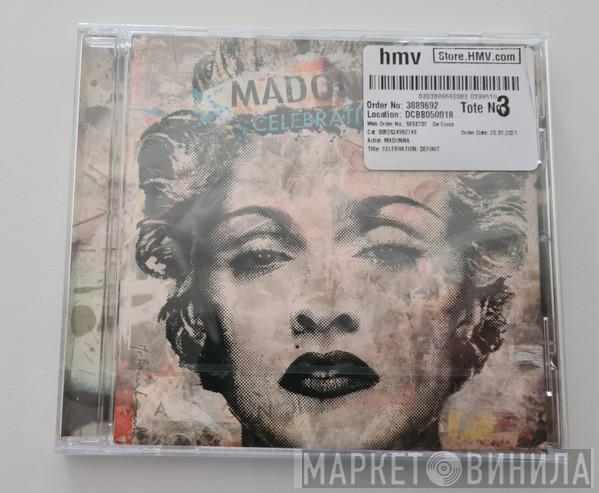 hmv Store.HMV.com
Order No: 3889692 Tote No
3
Location: DCBB050018
Artist: MADONNA
Title: CELEBRATION: DEFINIT
MADONN
CELEBRATI
МАРКЕТ ВИНИЛА